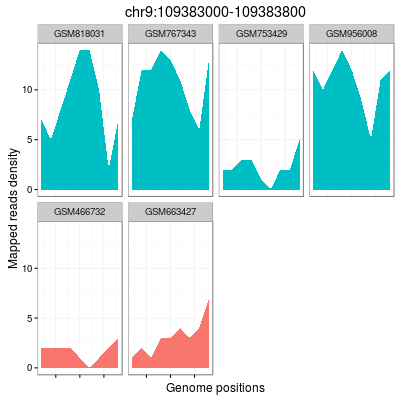 chr9:109383000-109383800
GSM818031 GSM767343 GSM753429 GSM956008
10
5
0
GSM466732 GSM663427
10
5
0
Mapped reads density
Genome positions